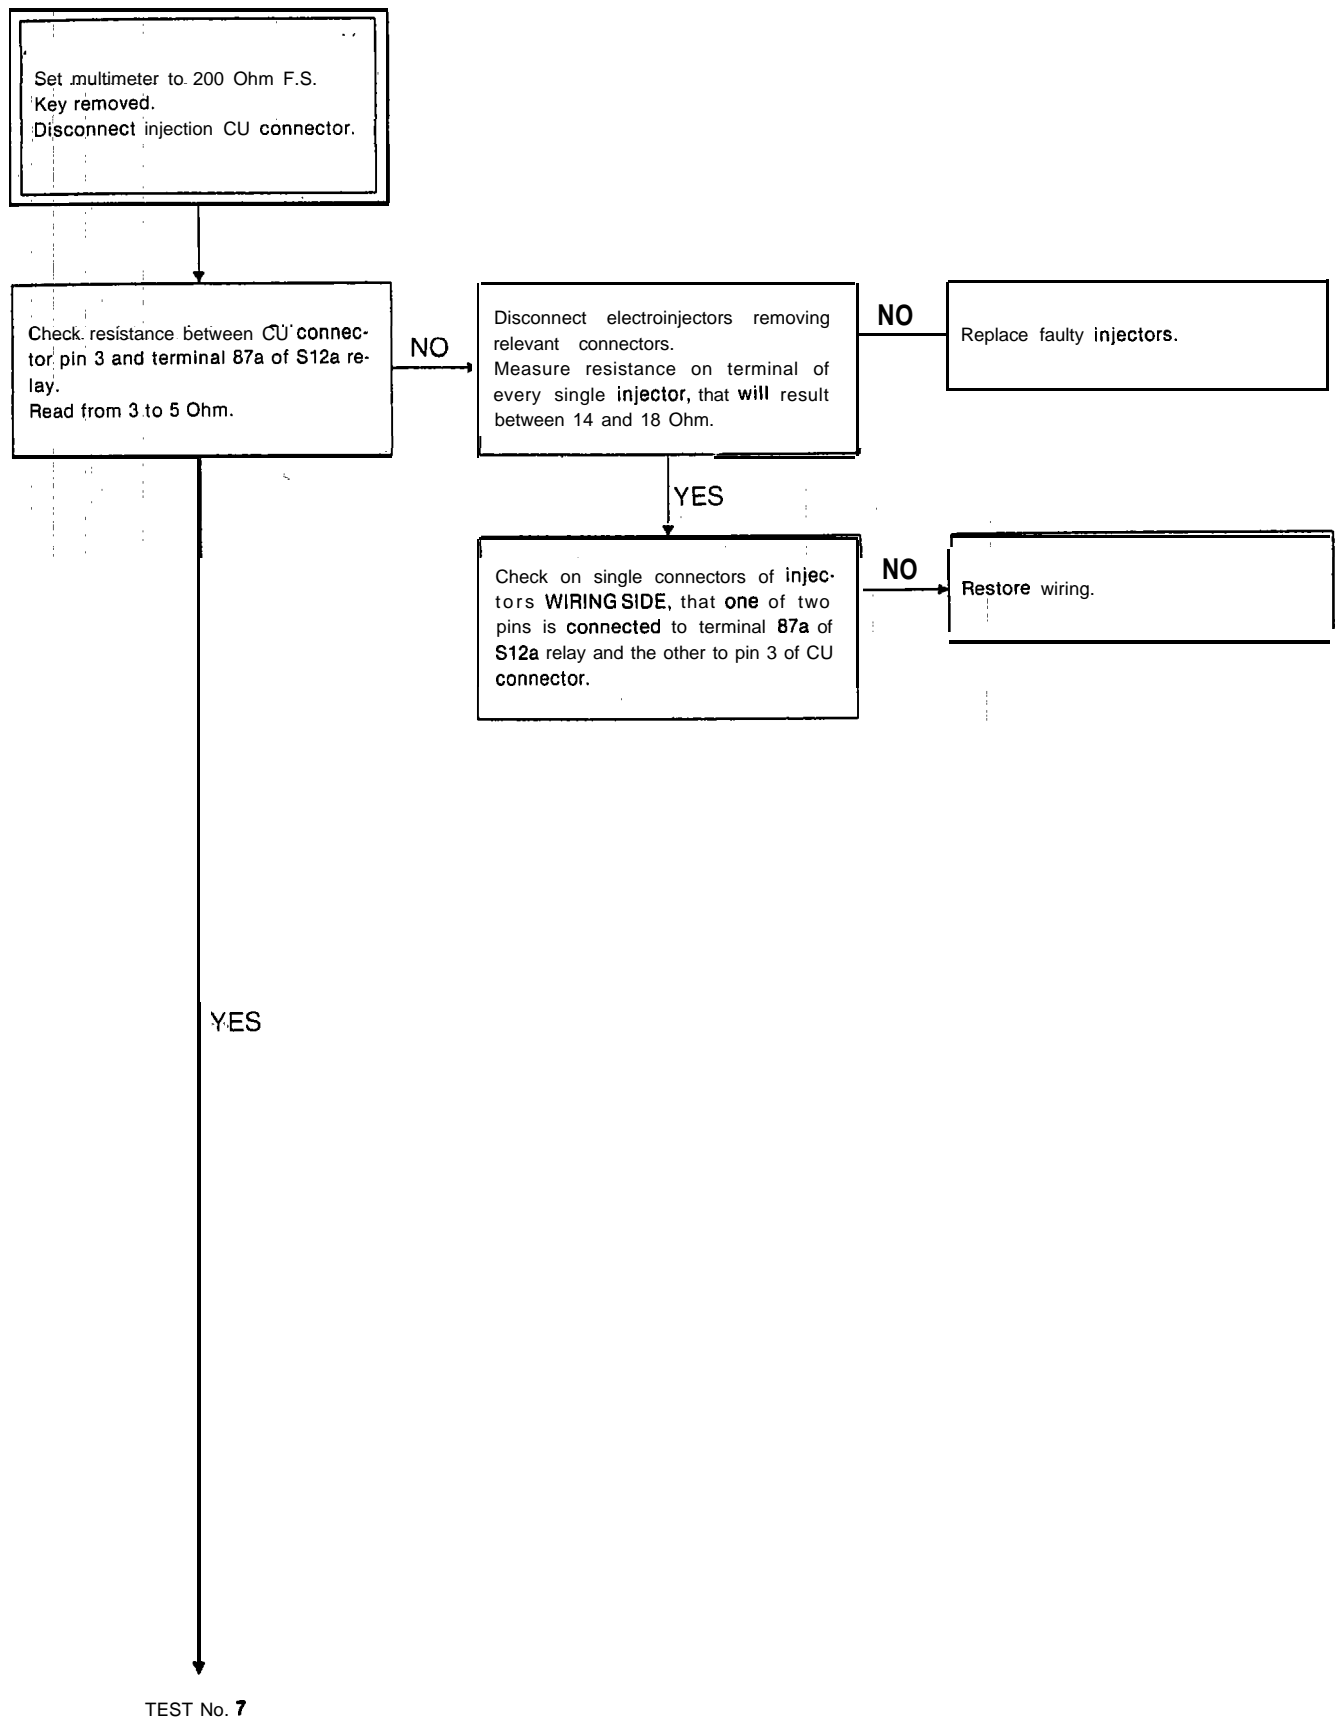 Set multimeter to 200 Ohm F.S.
Key removed.
Disconnect injection CU connector.
Check resistance between CU connec-
tor pin 3 and terminal 87a of S12a re-
lay.
Read from 3 to 5 Ohm.
NO
Disconnect electroinjectors removing
relevant connectors.
Measure resistance on terminal of
every single injector, that will result
between 14 and 18 Ohm.
NO
Replace faulty injectors.
YES
Check on single connectors of injec-
tors WIRING SIDE, that one of two
pins is connected to terminal 87a of
S12a relay and the other to pin 3 of CU
connector.
NO
Restore wiring.
YES
TEST No. 7